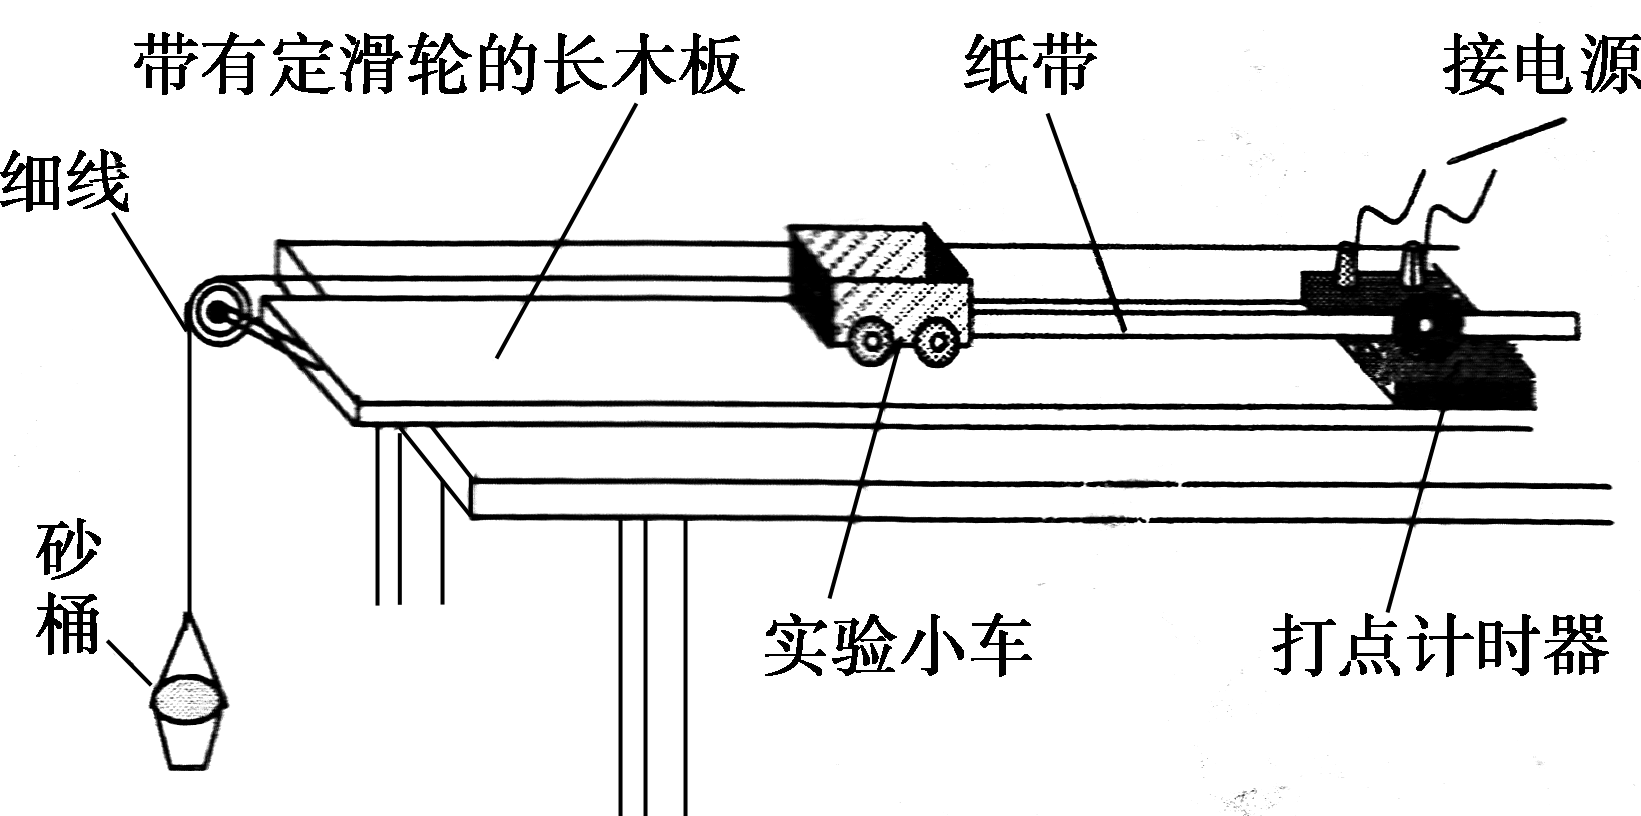 带有定滑轮的长木板
纸带
接电源
细线
砂
桶
实验小车
打点计时器